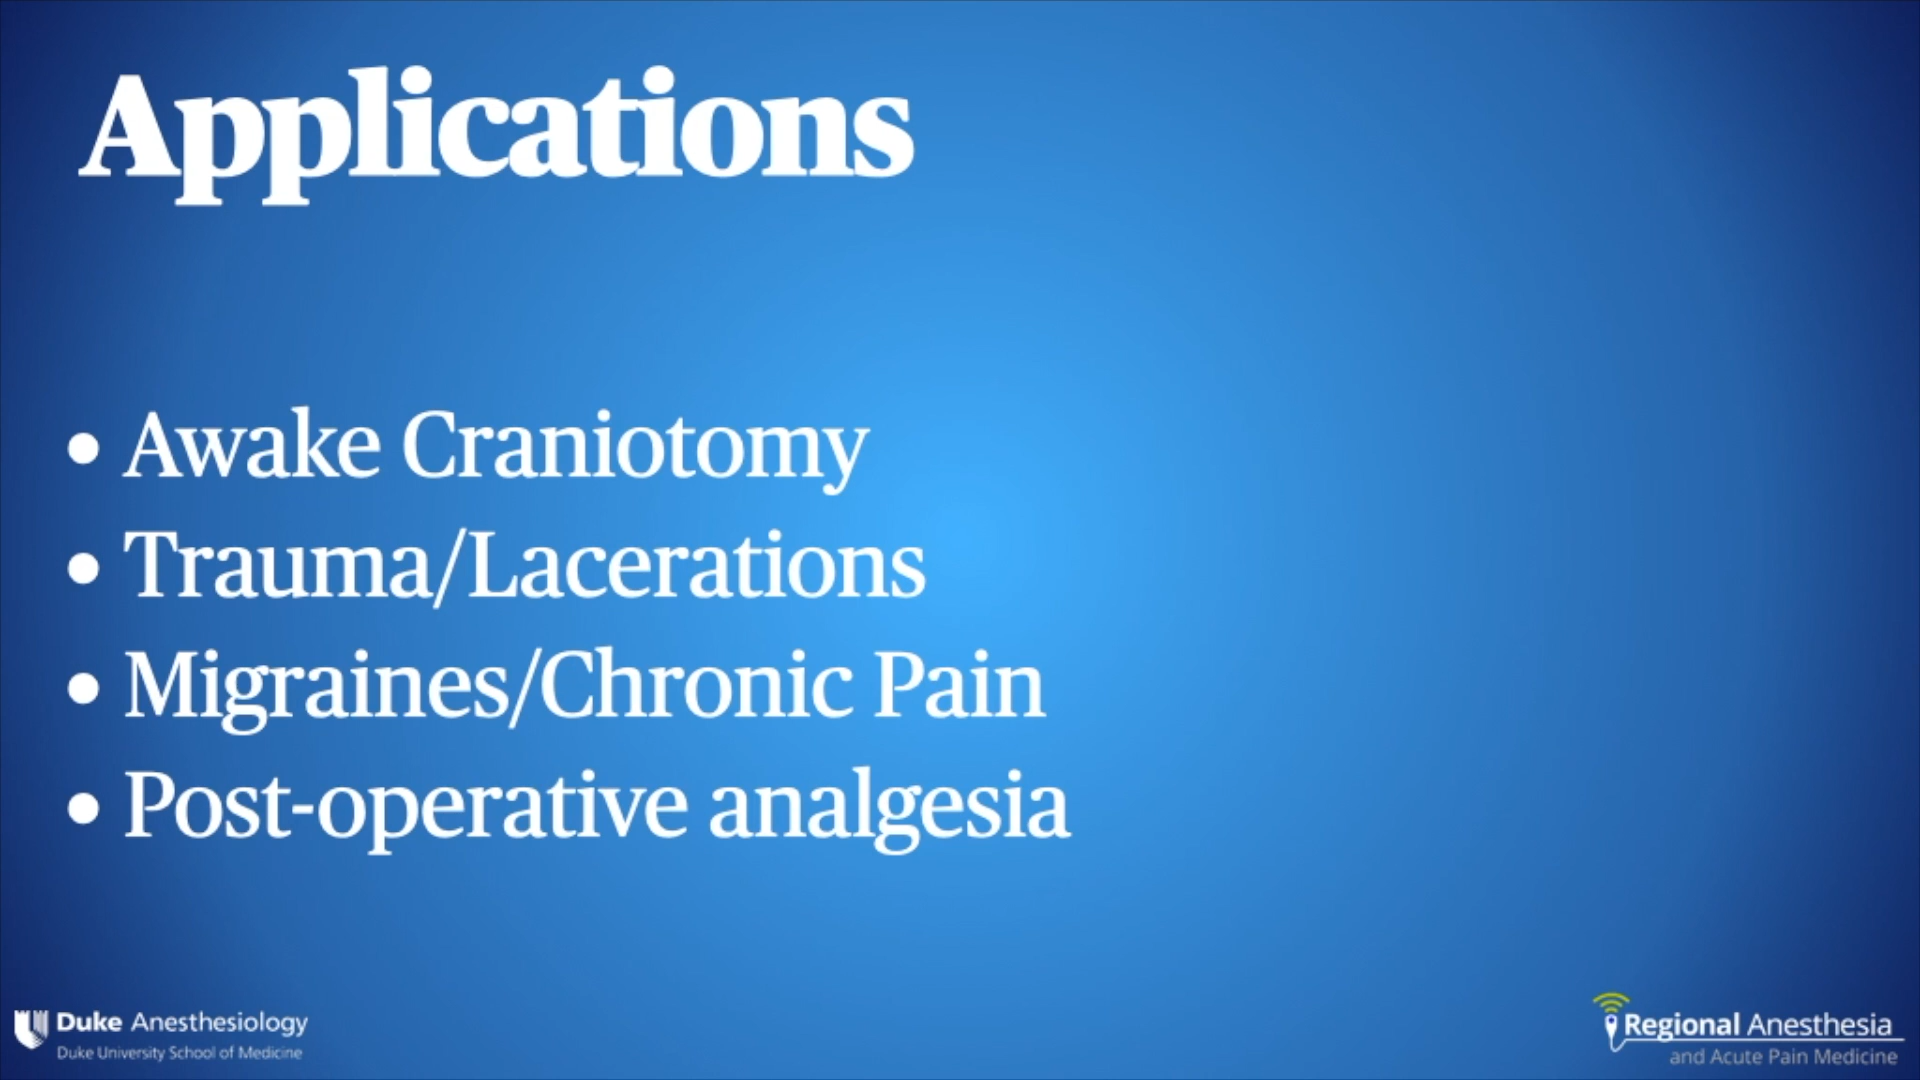 Applications
• Awake Craniotomy
• Trauma/Lacerations
• Migraines/Chronic Pain
• Post-operative analgesia
Duke Anesthesiology
Duke University School of Medicine
Regional Anesthesia
and Acute Pain Medicine